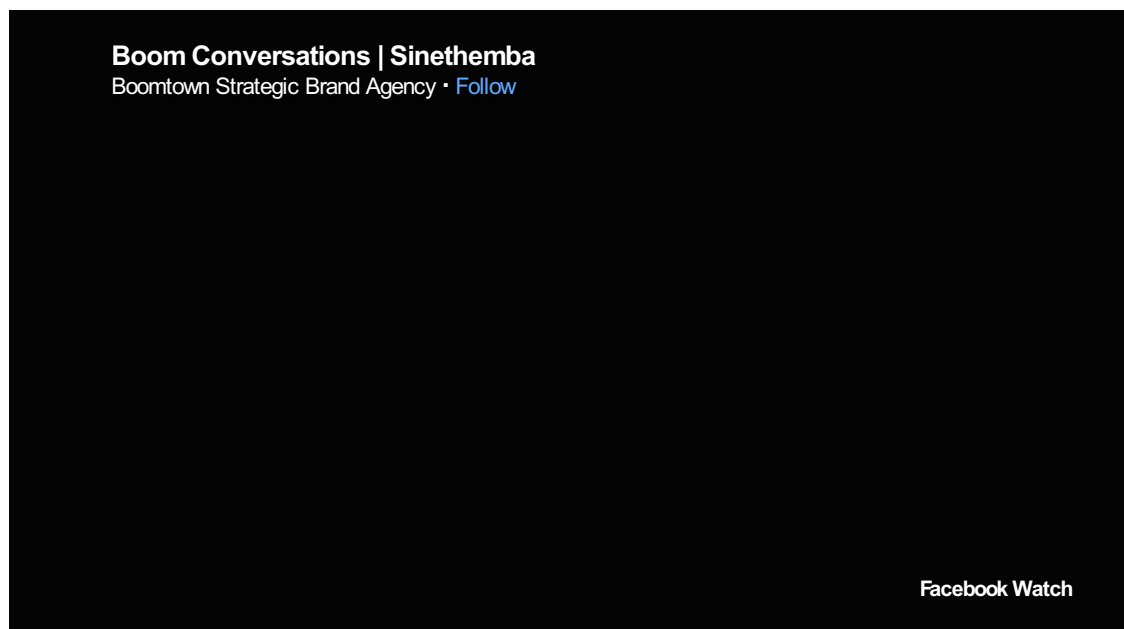 Boom Conversations | Sinethemba
Boomtown Strategic Brand Agency · Follow
Facebook Watch